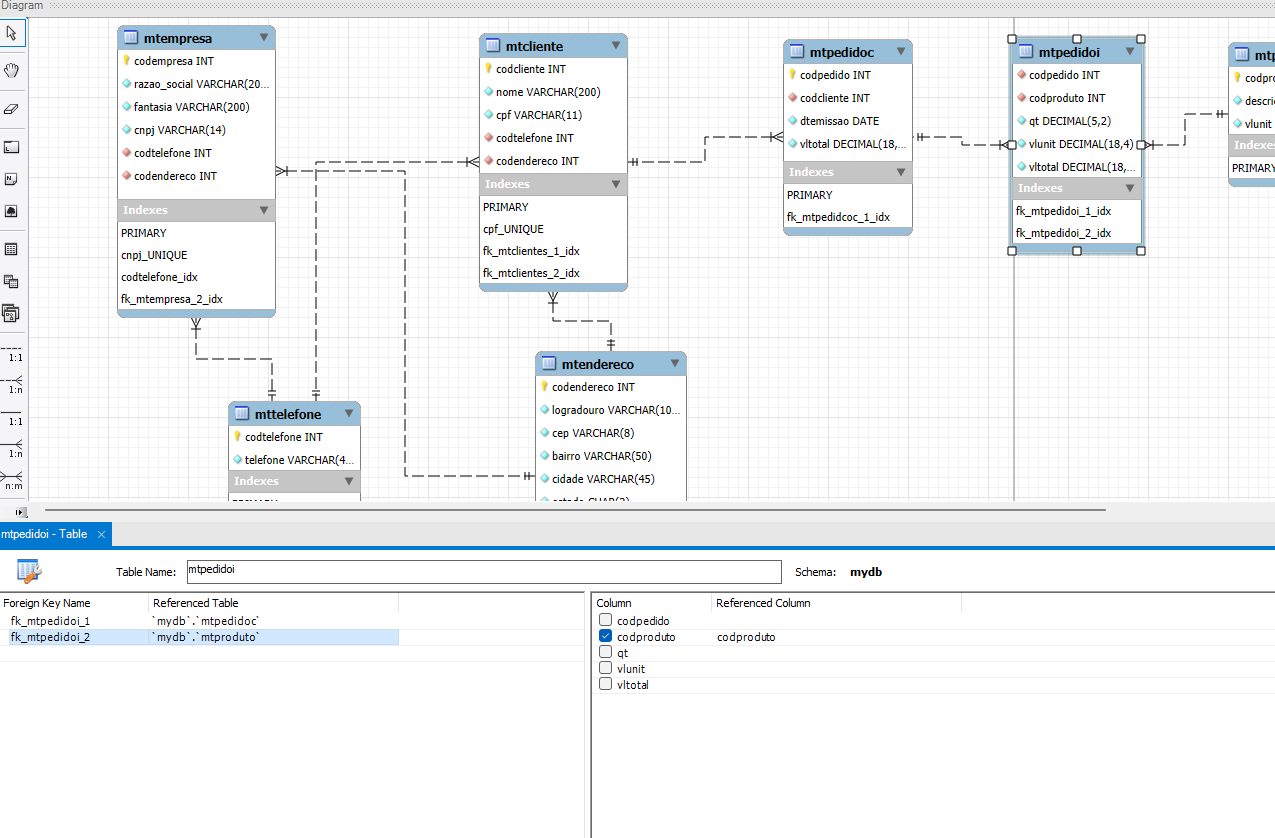 Diagram
mtempresa
codempresa INT
razao_social VARCHAR(20...
fantasia VARCHAR(200)
cnpj VARCHAR(14)
codtelefone INT
codendereco INT
Indexes
PRIMARY
cnpj_UNIQUE
codtelefone_idx
fk_mtempresa_2_idx
mtcliente
codcliente INT
nome VARCHAR(200)
cpf VARCHAR(11)
codtelefone INT
codendereco INT
Indexes
PRIMARY
cpf_UNIQUE
fk_mtclientes_1_idx
fk_mtclientes_2_idx
mtpedidoc
codpedido INT
codcliente INT
dtemissao DATE
vltotal DECIMAL(18,...
Indexes
PRIMARY
fk_mtpedidcoc_1_idx
mtpedidoi
codpedido INT
codproduto INT
qt DECIMAL(5,2)
vlunit DECIMAL(18,4)
vltotal DECIMAL(18,...
Indexes
fk_mtpedidoi_1_idx
fk_mtpedidoi_2_idx
mtp
codpro
descri
vlunit
Indexes
PRIMARY
mttelefone
codtelefone INT
telefone VARCHAR(4...
Indexes
mtendereco
codendereco INT
logradouro VARCHAR(10...
cep VARCHAR(8)
bairro VARCHAR(50)
cidade VARCHAR(45)
1:1
1:n
1:1
1:n
n:m
mtpedidoi - Table
Table Name: mtpedidoi Schema: mydb
Foreign Key Name Referenced Table
fk_mtpedidoi_1 `mydb`.`mtpedidoc`
fk_mtpedidoi_2 `mydb`.`mtproduto`
Column Referenced Column
codpedido
codproduto codproduto
qt
vlunit
vltotal